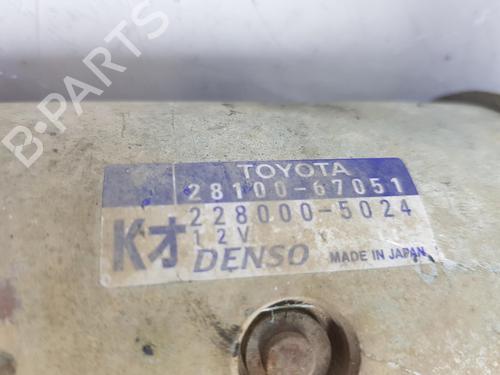 B-PARTS
TOYOTA
28100-67051
228000-5024
Kオ 12V
DENSO MADE IN JAPAN